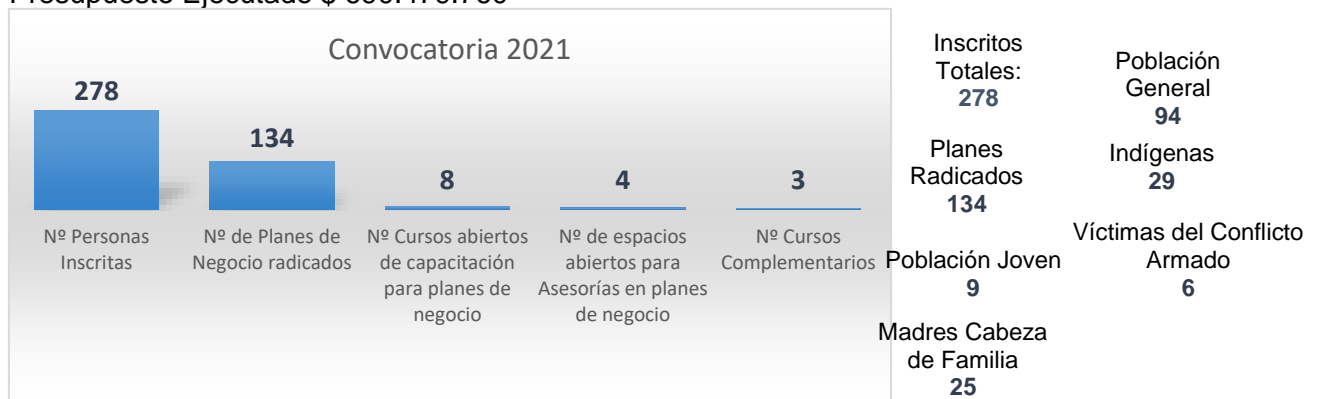 Convocatoria 2021
278
134
8
4
3
Nº Personas
Inscritas
Nº de Planes de
Negocio radicados
Nº Cursos abiertos
de capacitación
para planes de
negocio
Nº de espacios
abiertos para
Asesorías en planes
de negocio
Nº Cursos
Complementarios
Inscritos
Totales:
278
Población
General
94
Planes
Radicados
134
Indígenas
29
Población Joven
9
Víctimas del Conflicto
Armado
6
Madres Cabeza
de Familia
25